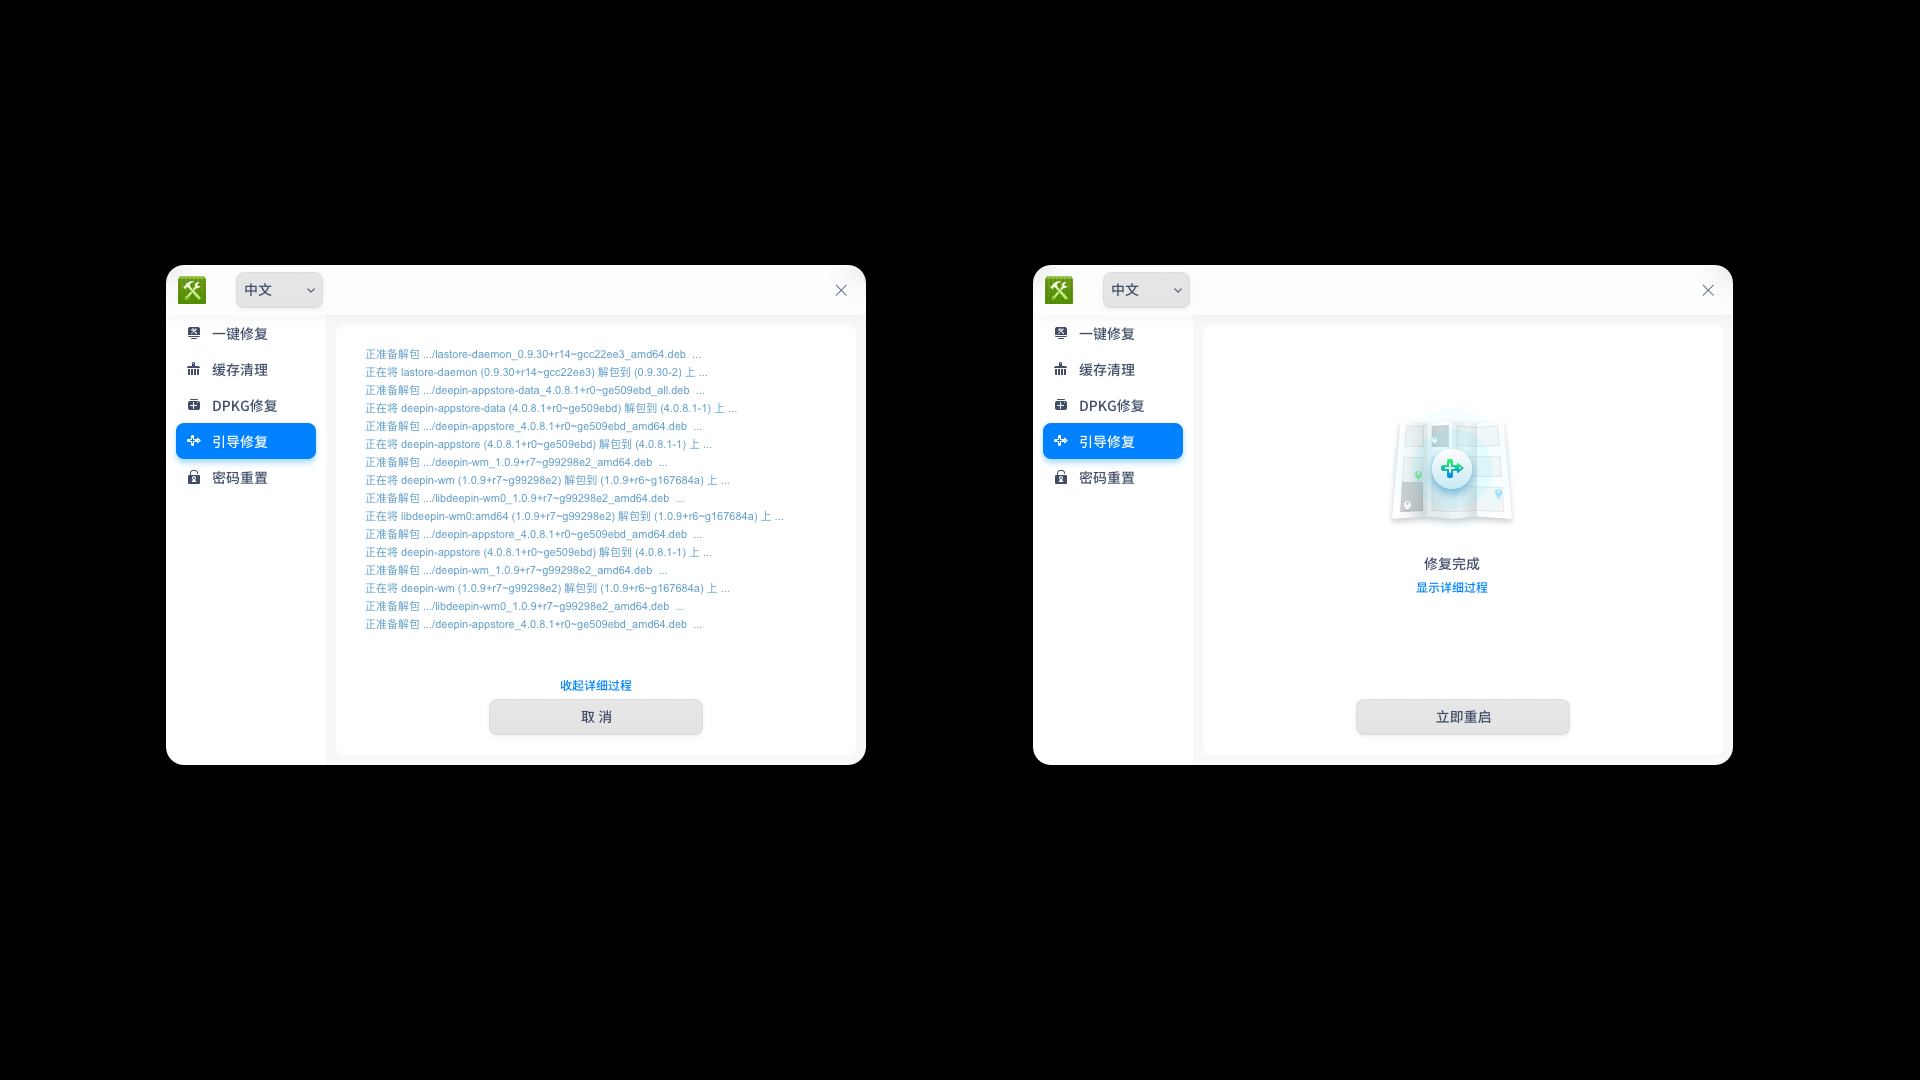 中文
一键修复
缓存清理
DPKG修复
引导修复
密码重置
正准备解包 .../lastore-daemon_0.9.30+r14~gcc22ee3_amd64.deb ...
正在将 lastore-daemon (0.9.30+r14~gcc22ee3) 解包到 (0.9.30-2) 上 ...
正准备解包 .../deepin-appstore-data_4.0.8.1+r0~ge509ebd_all.deb ...
正在将 deepin-appstore-data (4.0.8.1+r0~ge509ebd) 解包到 (4.0.8.1-1) 上 ...
正准备解包 .../deepin-appstore_4.0.8.1+r0~ge509ebd_amd64.deb ...
正在将 deepin-appstore (4.0.8.1+r0~ge509ebd) 解包到 (4.0.8.1-1) 上 ...
正准备解包 .../deepin-wm_1.0.9+r7~g99298e2_amd64.deb ...
正在将 deepin-wm (1.0.9+r7~g99298e2) 解包到 (1.0.9+r6~g167684a) 上 ...
正准备解包 .../libdeepin-wm0_1.0.9+r7~g99298e2_amd64.deb ...
正在将 libdeepin-wm0:amd64 (1.0.9+r7~g99298e2) 解包到 (1.0.9+r6~g167684a) 上 ...
正准备解包 .../deepin-appstore_4.0.8.1+r0~ge509ebd_amd64.deb ...
正在将 deepin-appstore (4.0.8.1+r0~ge509ebd) 解包到 (4.0.8.1-1) 上 ...
正准备解包 .../deepin-wm_1.0.9+r7~g99298e2_amd64.deb ...
正在将 deepin-wm (1.0.9+r7~g99298e2) 解包到 (1.0.9+r6~g167684a) 上 ...
正准备解包 .../libdeepin-wm0_1.0.9+r7~g99298e2_amd64.deb ...
正准备解包 .../deepin-appstore_4.0.8.1+r0~ge509ebd_amd64.deb ...
收起详细过程
取 消
中文
一键修复
缓存清理
DPKG修复
引导修复
密码重置
修复完成
显示详细过程
立即重启